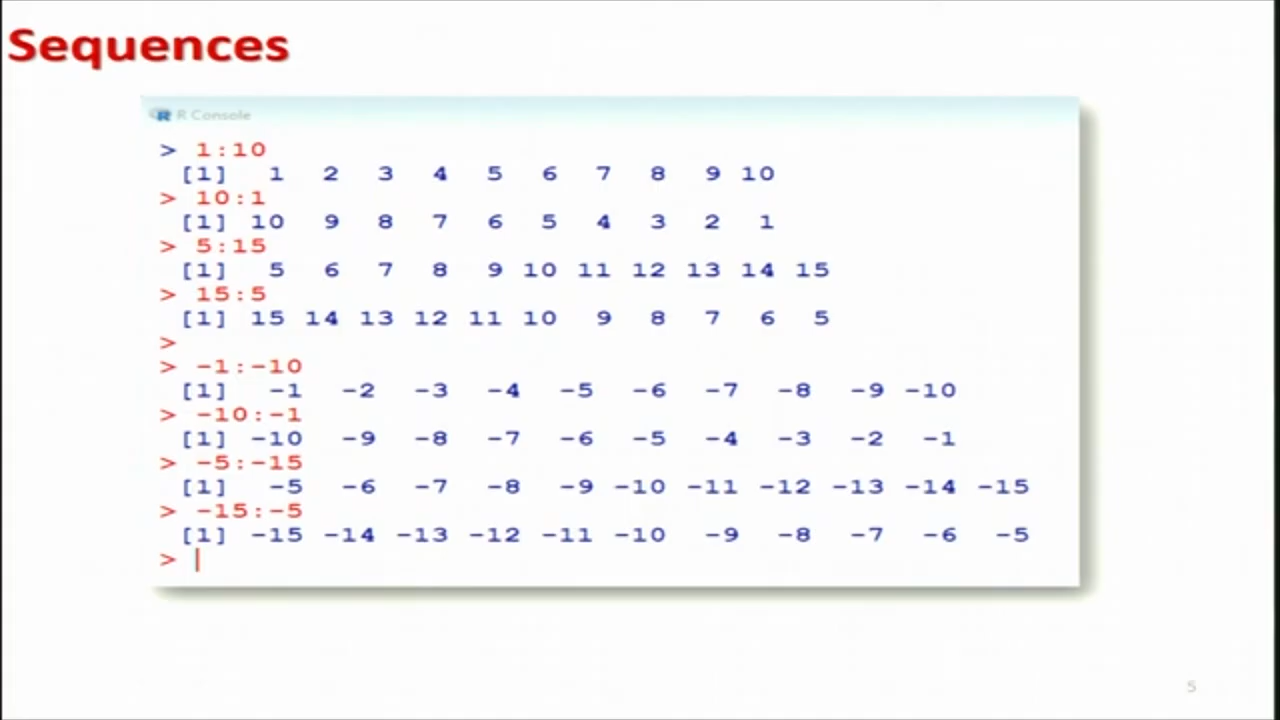 Sequences
R Console
> 1:10
[1] 1 2 3 4 5 6 7 8 9 10
> 10:1
[1] 10 9 8 7 6 5 4 3 2 1
> 5:15
[1] 5 6 7 8 9 10 11 12 13 14 15
> 15:5
[1] 15 14 13 12 11 10 9 8 7 6 5
>
> -1:-10
[1] -1 -2 -3 -4 -5 -6 -7 -8 -9 -10
> -10:-1
[1] -10 -9 -8 -7 -6 -5 -4 -3 -2 -1
> -5:-15
[1] -5 -6 -7 -8 -9 -10 -11 -12 -13 -14 -15
> -15:-5
[1] -15 -14 -13 -12 -11 -10 -9 -8 -7 -6 -5
>
5